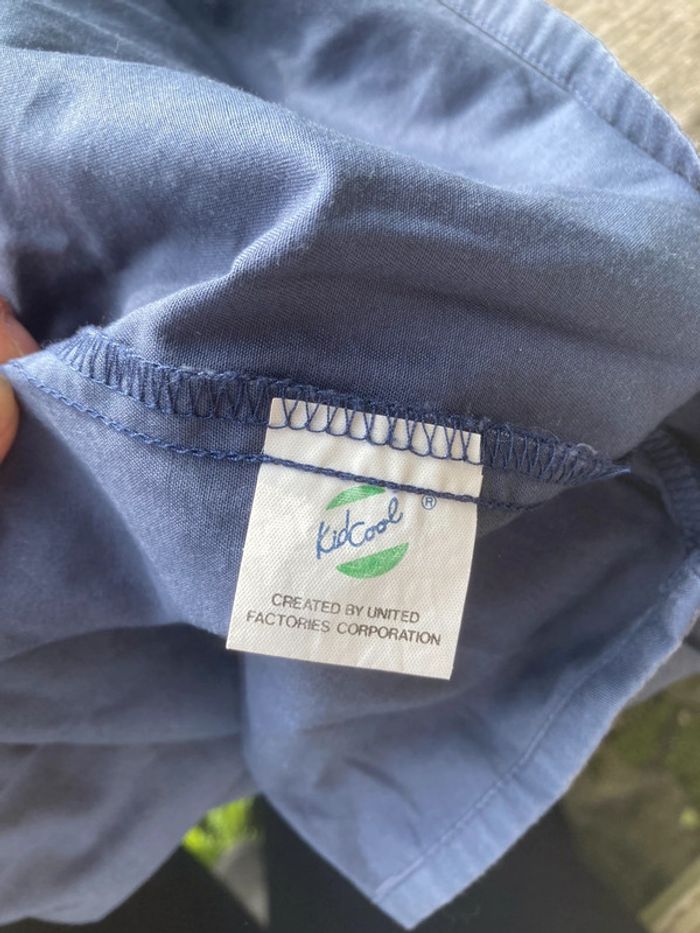 KidCool ®
CREATED BY UNITED
FACTORIES CORPORATION